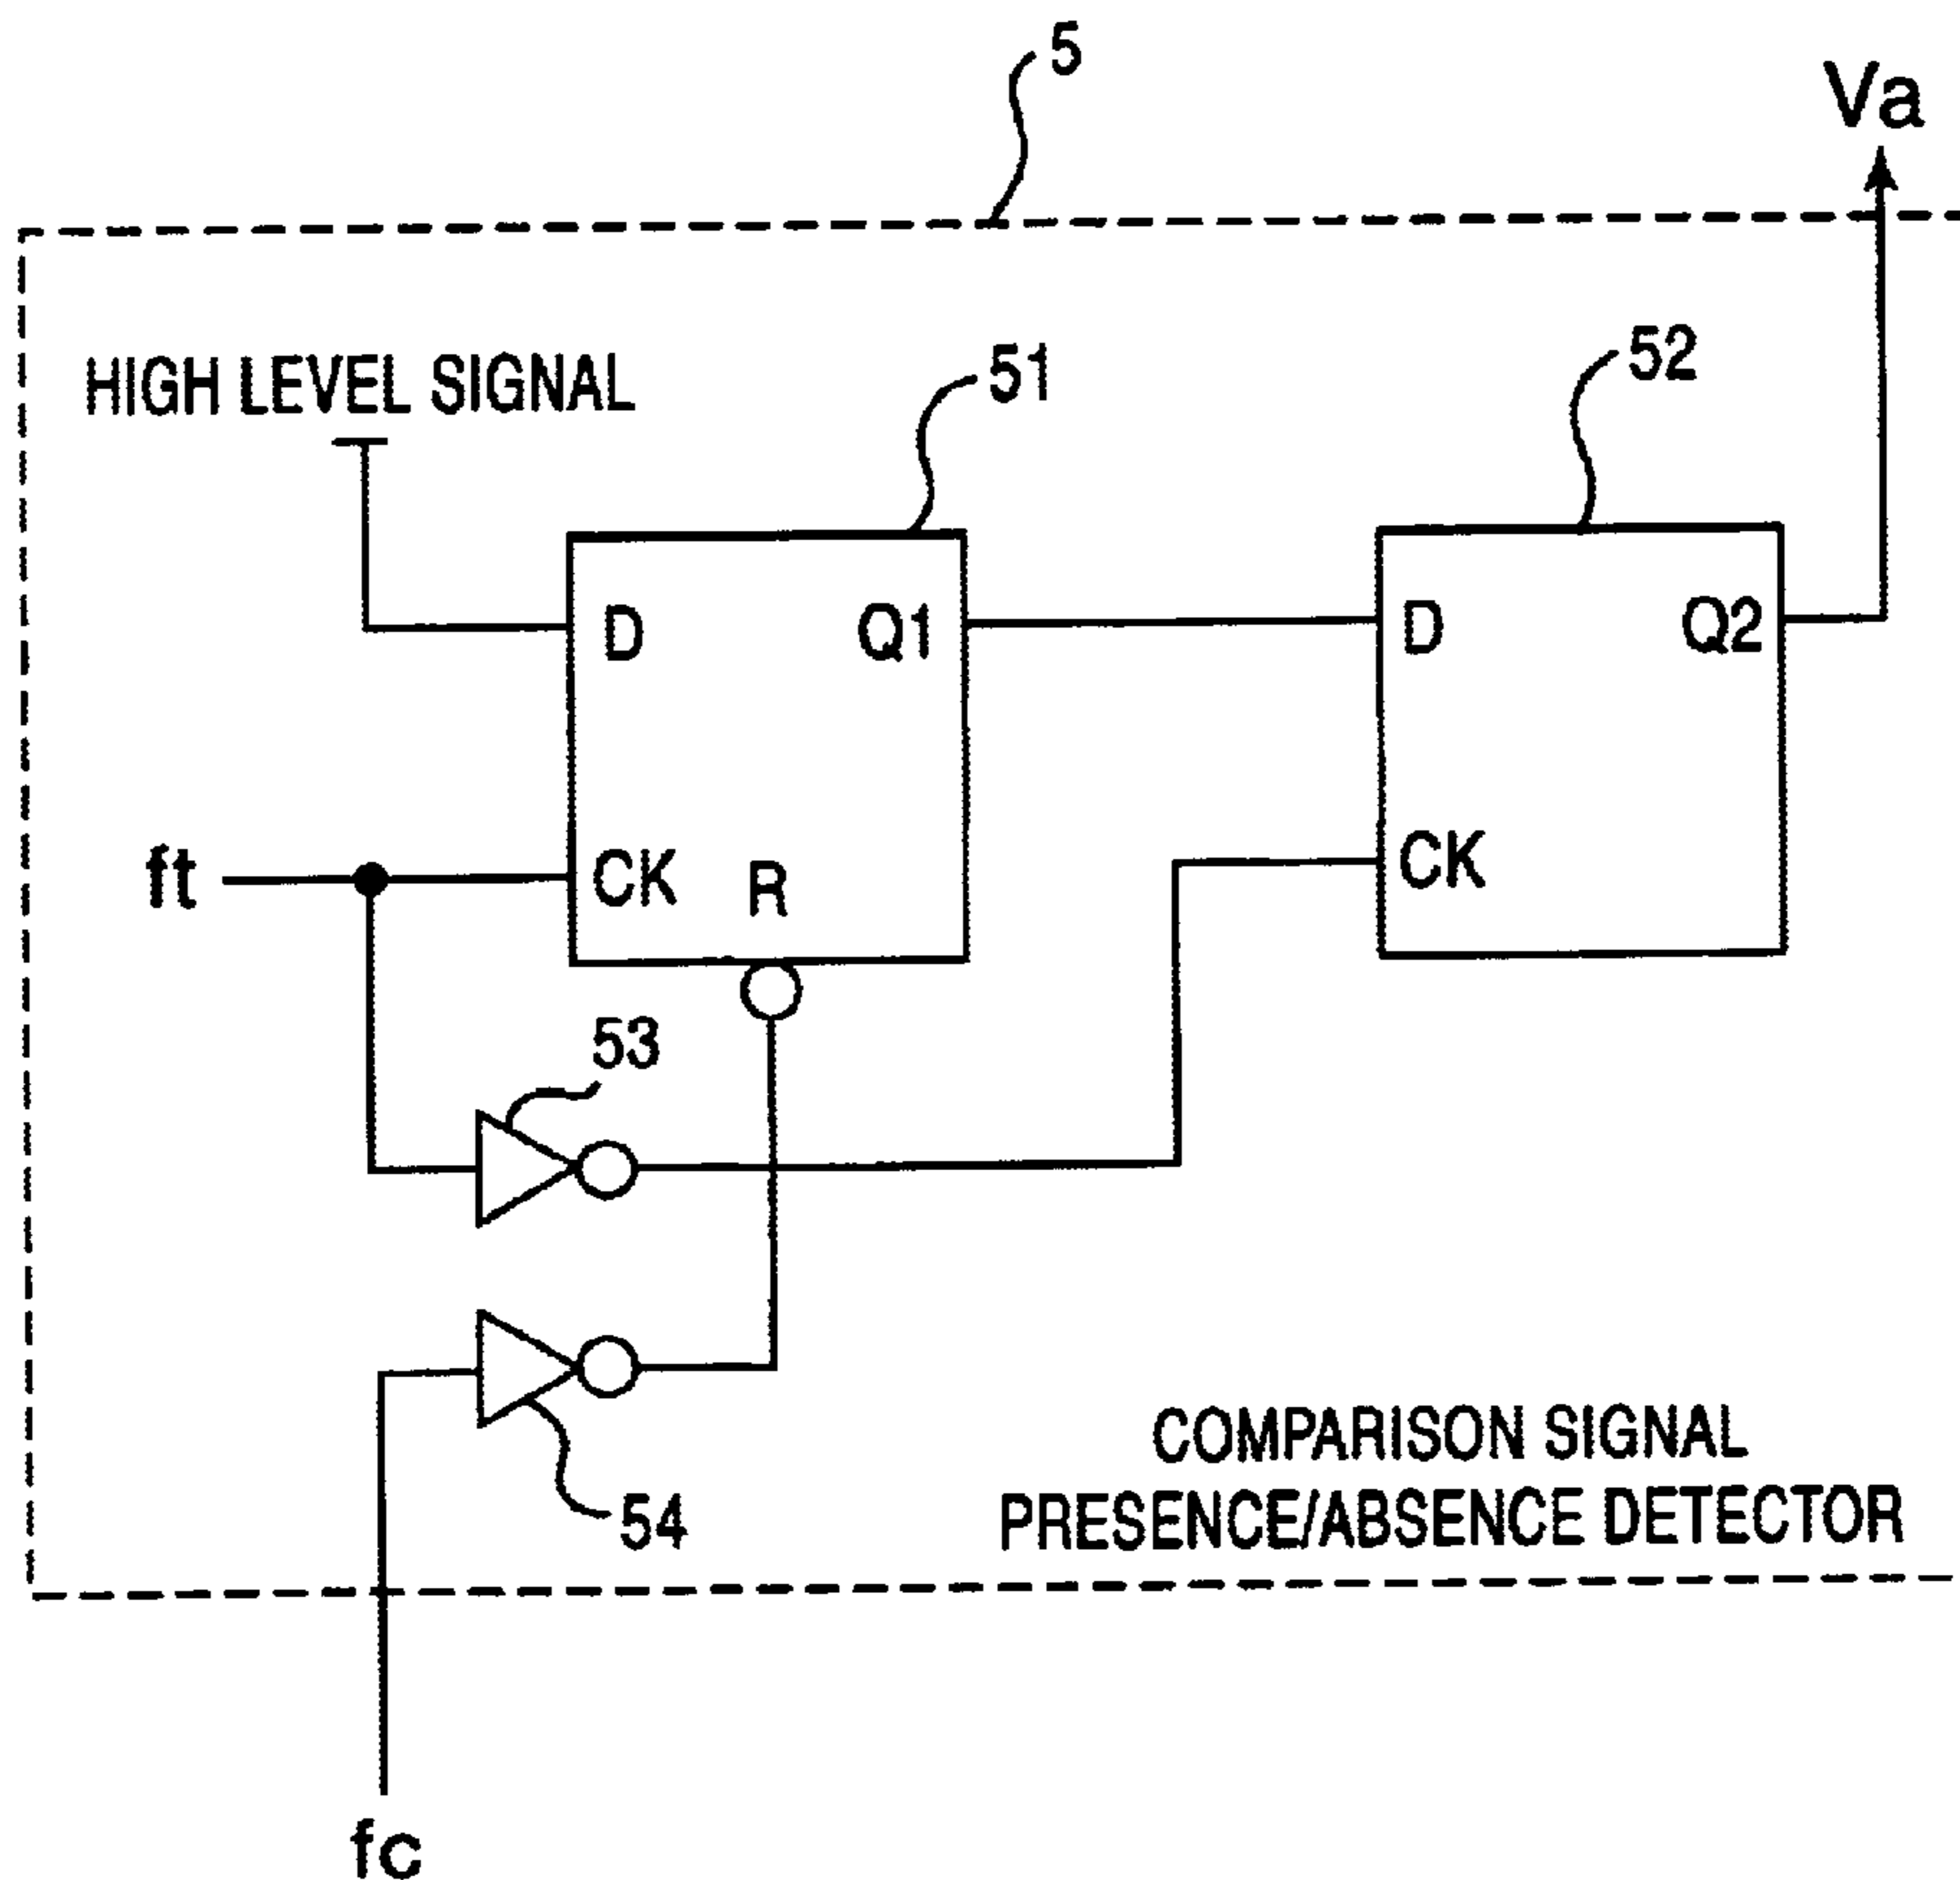 5
Va
HIGH LEVEL SIGNAL
51
52
D
Q1
D
Q2
ft
CK
R
CK
53
54
COMPARISON SIGNAL
PRESENCE/ABSENCE DETECTOR
fc